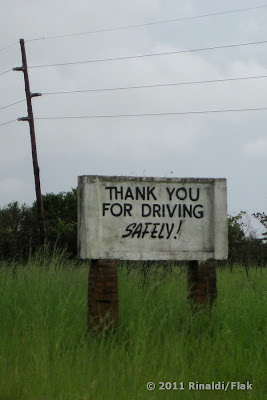 THANK YOU
FOR DRIVING
SAFELY!
© 2011 Rinaldi/Flak